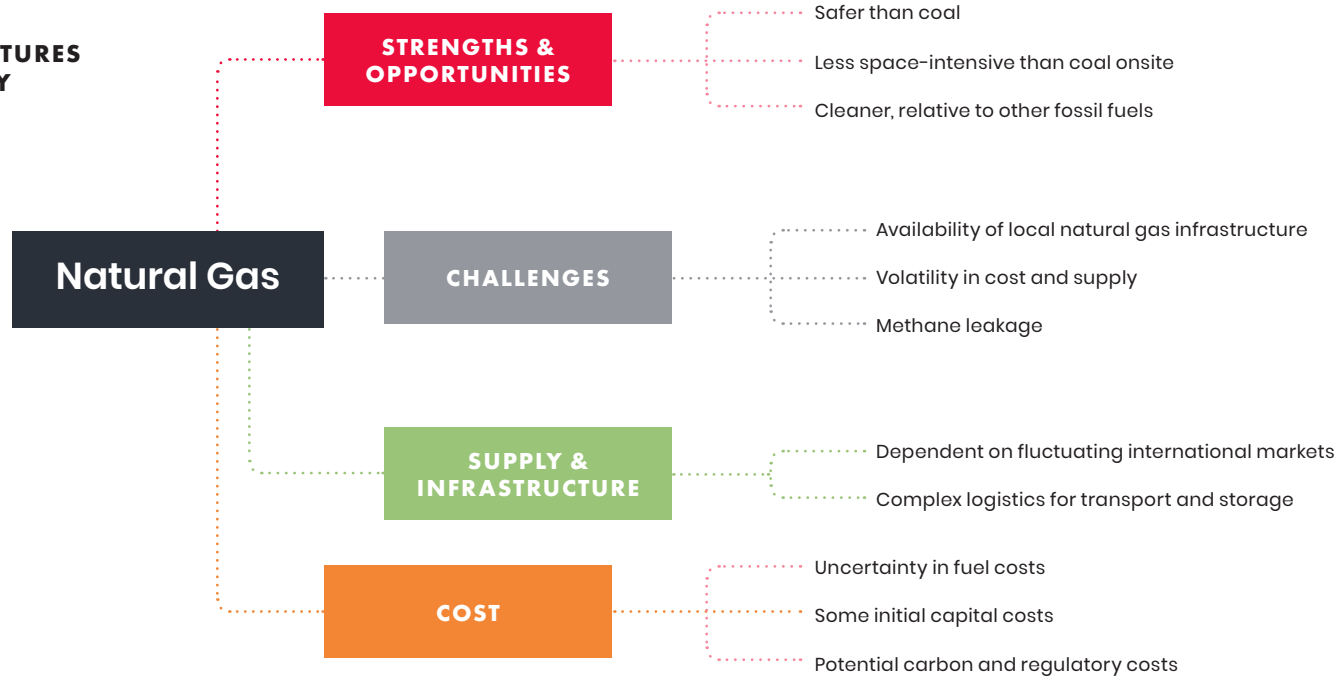 TURES
Y
STRENGTHS &
OPPORTUNITIES
Safer than coal
Less space-intensive than coal onsite
Cleaner, relative to other fossil fuels
Natural Gas
CHALLENGES
Availability of local natural gas infrastructure
Volatility in cost and supply
Methane leakage
SUPPLY &
INFRASTRUCTURE
Dependent on fluctuating international markets
Complex logistics for transport and storage
COST
Uncertainty in fuel costs
Some initial capital costs
Potential carbon and regulatory costs